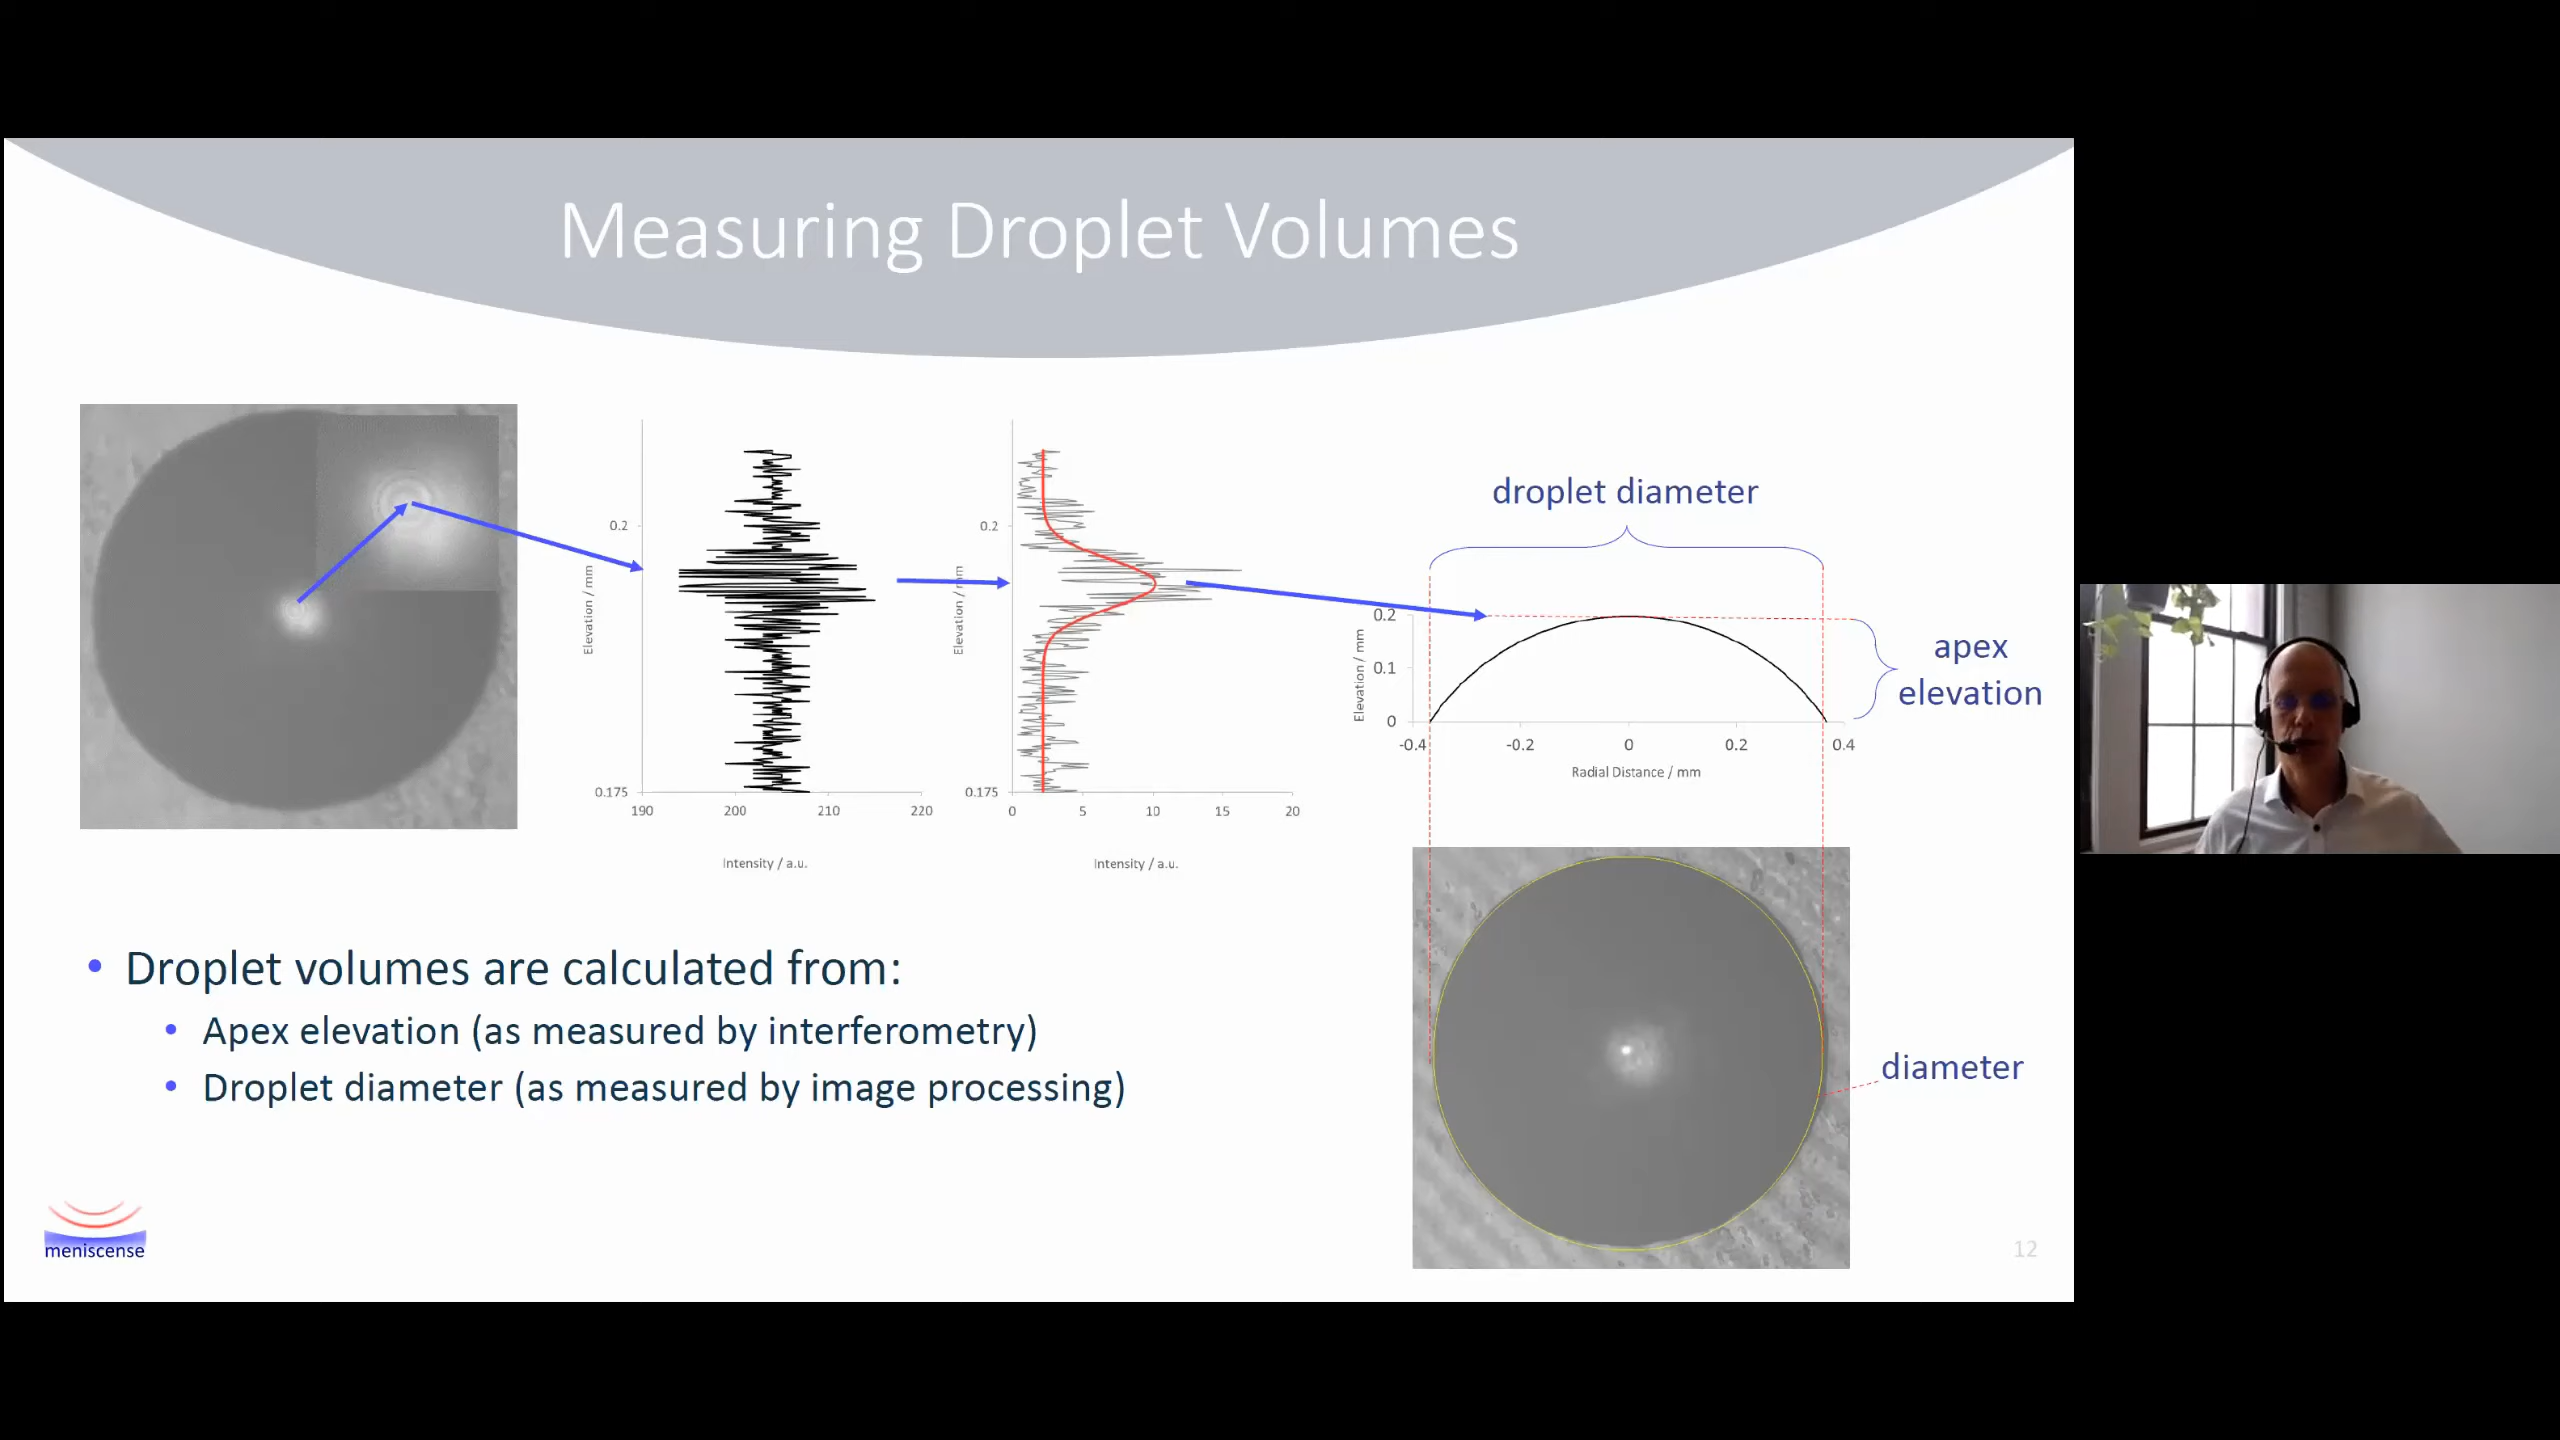 Measuring Droplet Volumes
0.2
0.175
190 200 210 220
Elevation / mm
Intensity / a.u.
0.2
0.175
0 5 10 15 20
Elevation / mm
Intensity / a.u.
droplet diameter
0.2
0.1
0
-0.4 -0.2 0 0.2 0.4
Elevation / mm
Radial Distance / mm
apex
elevation
• Droplet volumes are calculated from:
• Apex elevation (as measured by interferometry)
• Droplet diameter (as measured by image processing)
diameter
meniscense
12